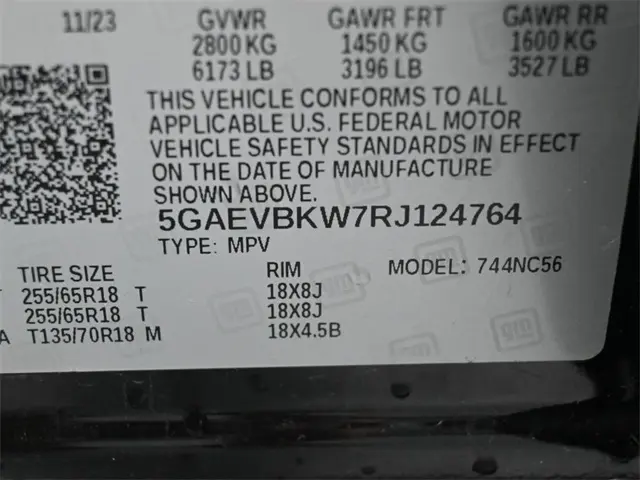 11/23 GVWR GAWR FRT GAWR RR
2800 KG 1450 KG 1600 KG
6173 LB 3196 LB 3527 LB
THIS VEHICLE CONFORMS TO ALL
APPLICABLE U.S. FEDERAL MOTOR
VEHICLE SAFETY STANDARDS IN EFFECT
ON THE DATE OF MANUFACTURE
SHOWN ABOVE.
5GAEVBKW7RJ124764
TYPE: MPV
TIRE SIZE RIM MODEL: 744NC56
255/65R18 T 18X8J
255/65R18 T 18X8J
A T135/70R18 M 18X4.5B
gm